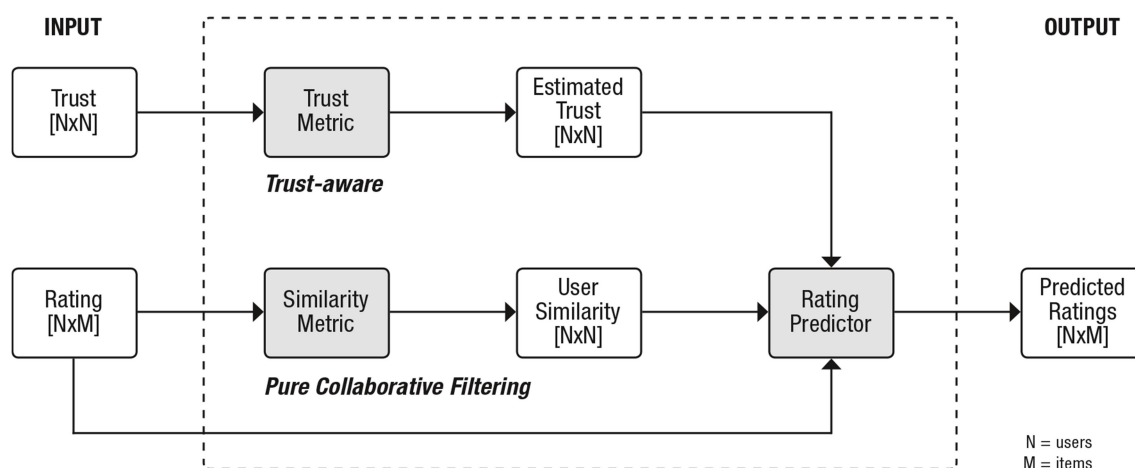 INPUT
OUTPUT
Trust
[NxN]
Trust
Metric
Estimated
Trust
[NxN]
Trust-aware
Rating
[NxM]
Similarity
Metric
User
Similarity
[NxN]
Rating
Predictor
Predicted
Ratings
[NxM]
Pure Collaborative Filtering
N = users
M = items